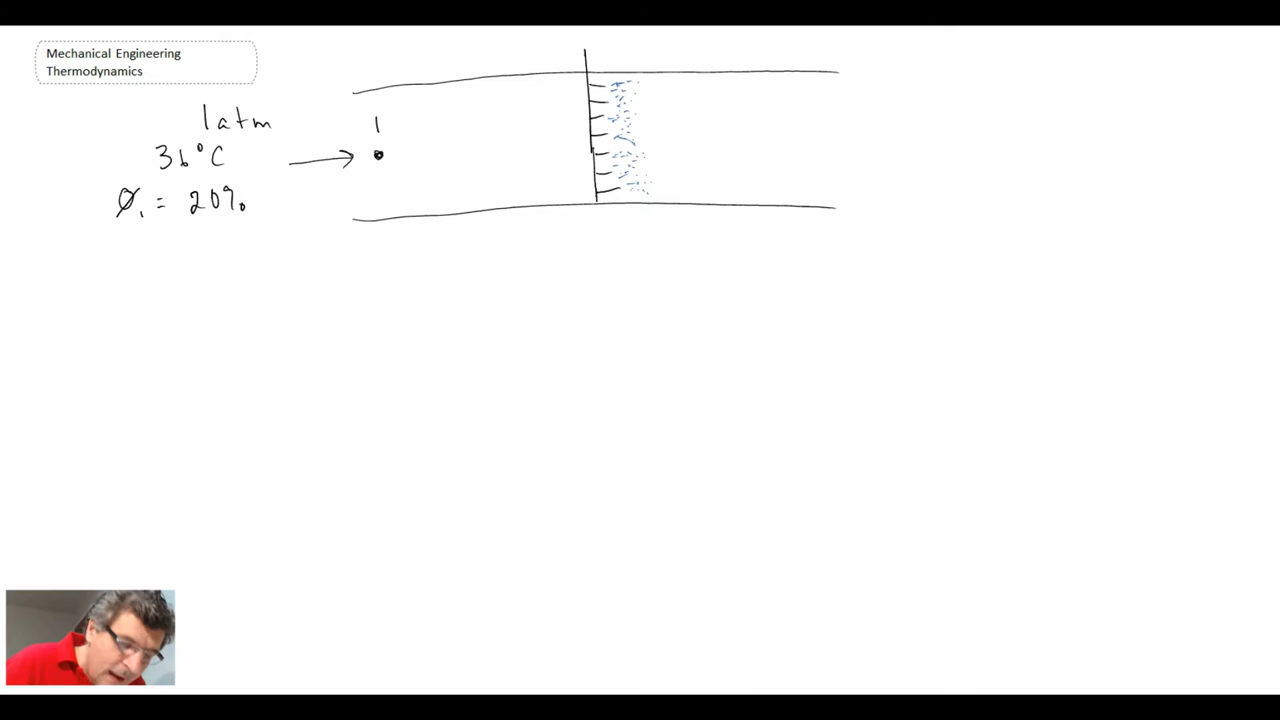 Mechanical Engineering
Thermodynamics
1atm
36°C
1
Ø₁ = 20%